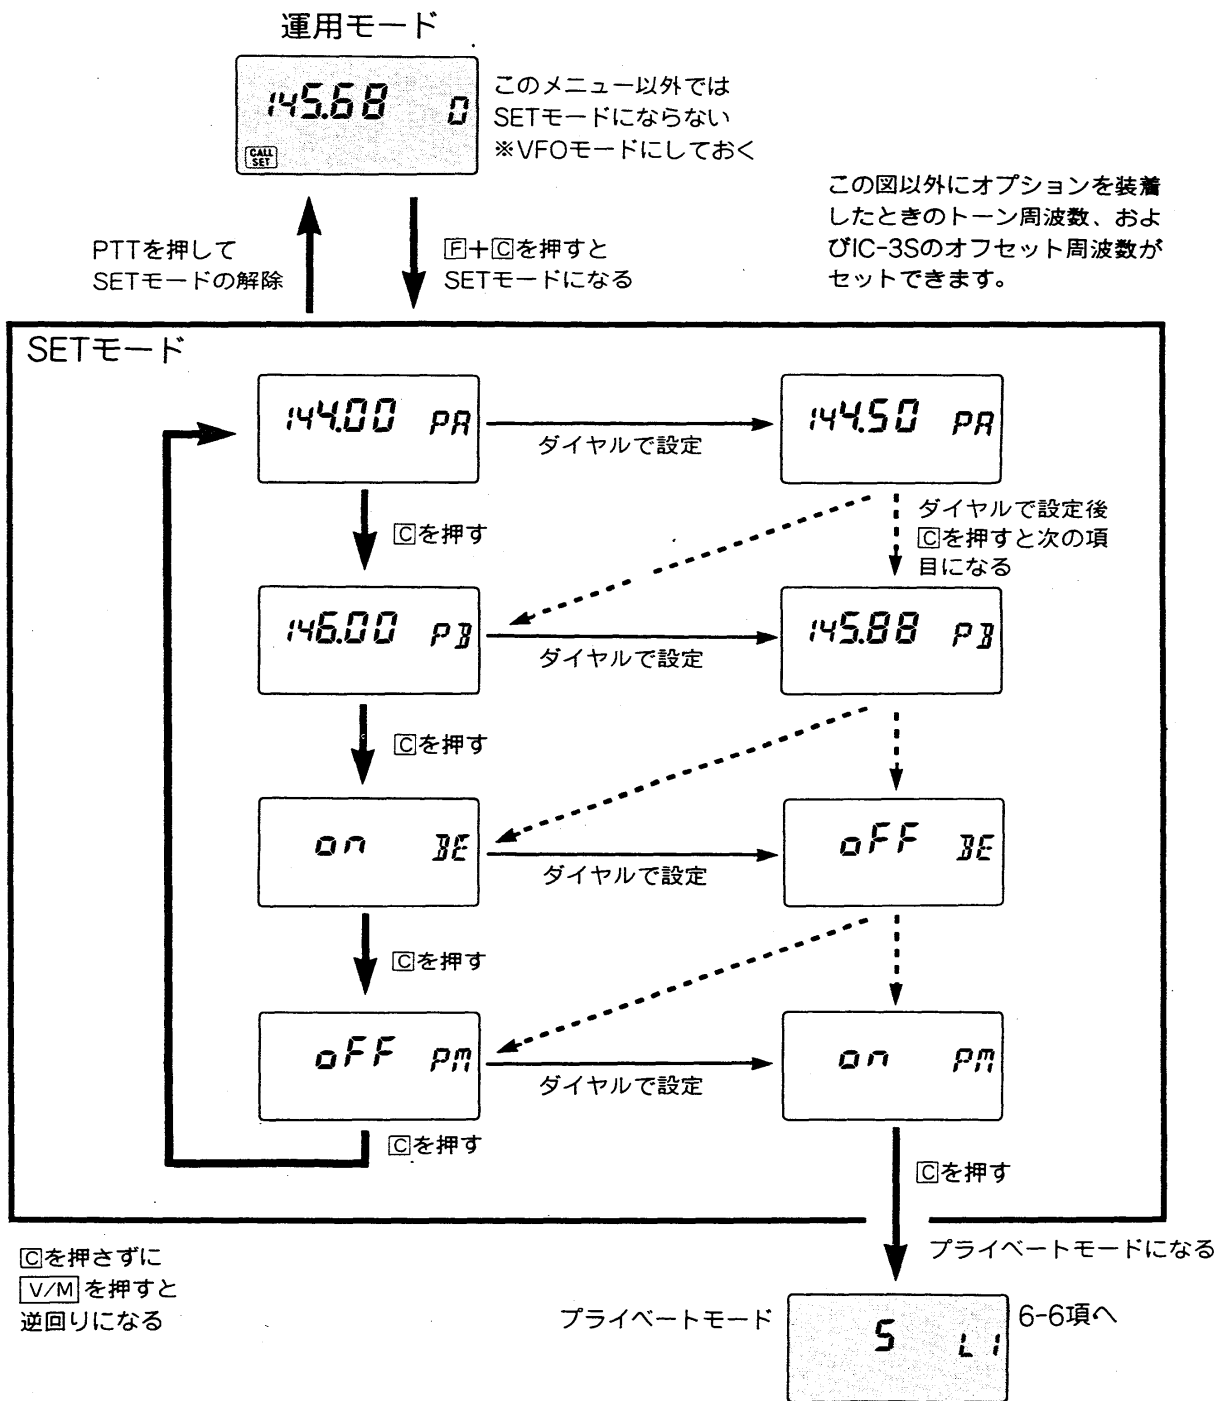 運用モード
145.68 0
CALL
SET
このメニュー以外では
SETモードにならない
※VFOモードにしておく
この図以外にオプションを装着
したときのトーン周波数、およ
びIC-3Sのオフセット周波数が
セットできます。
PTTを押して
SETモードの解除
F+Cを押すと
SETモードになる
SETモード
144.00 PA
ダイヤルで設定
144.50 PA
Cを押す
ダイヤルで設定後
Cを押すと次の項
目になる
146.00 PB
ダイヤルで設定
145.88 PB
Cを押す
on BE
ダイヤルで設定
oFF BE
Cを押す
oFF PM
ダイヤルで設定
on PM
Cを押す
Cを押す
Cを押さずに
V/Mを押すと
逆回りになる
プライベートモードになる
プライベートモード
5 L1
6-6項へ